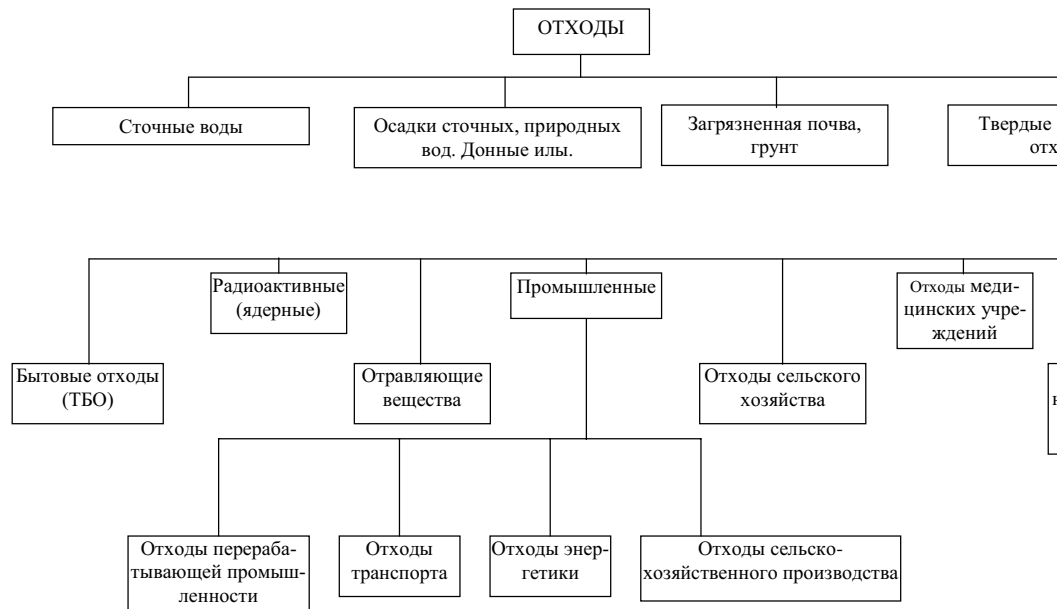 ОТХОДЫ
Сточные воды
Осадки сточных, природных
вод. Донные илы.
Загрязненная почва,
грунт
Твердые
отх
Радиоактивные
(ядерные)
Промышленные
Отходы меди-
цинских учре-
ждений
Бытовые отходы
(ТБО)
Отравляющие
вещества
Отходы сельского
хозяйства
Отходы перераба-
тывающей промыш-
ленности
Отходы
транспорта
Отходы энер-
гетики
Отходы сельско-
хозяйственного производства